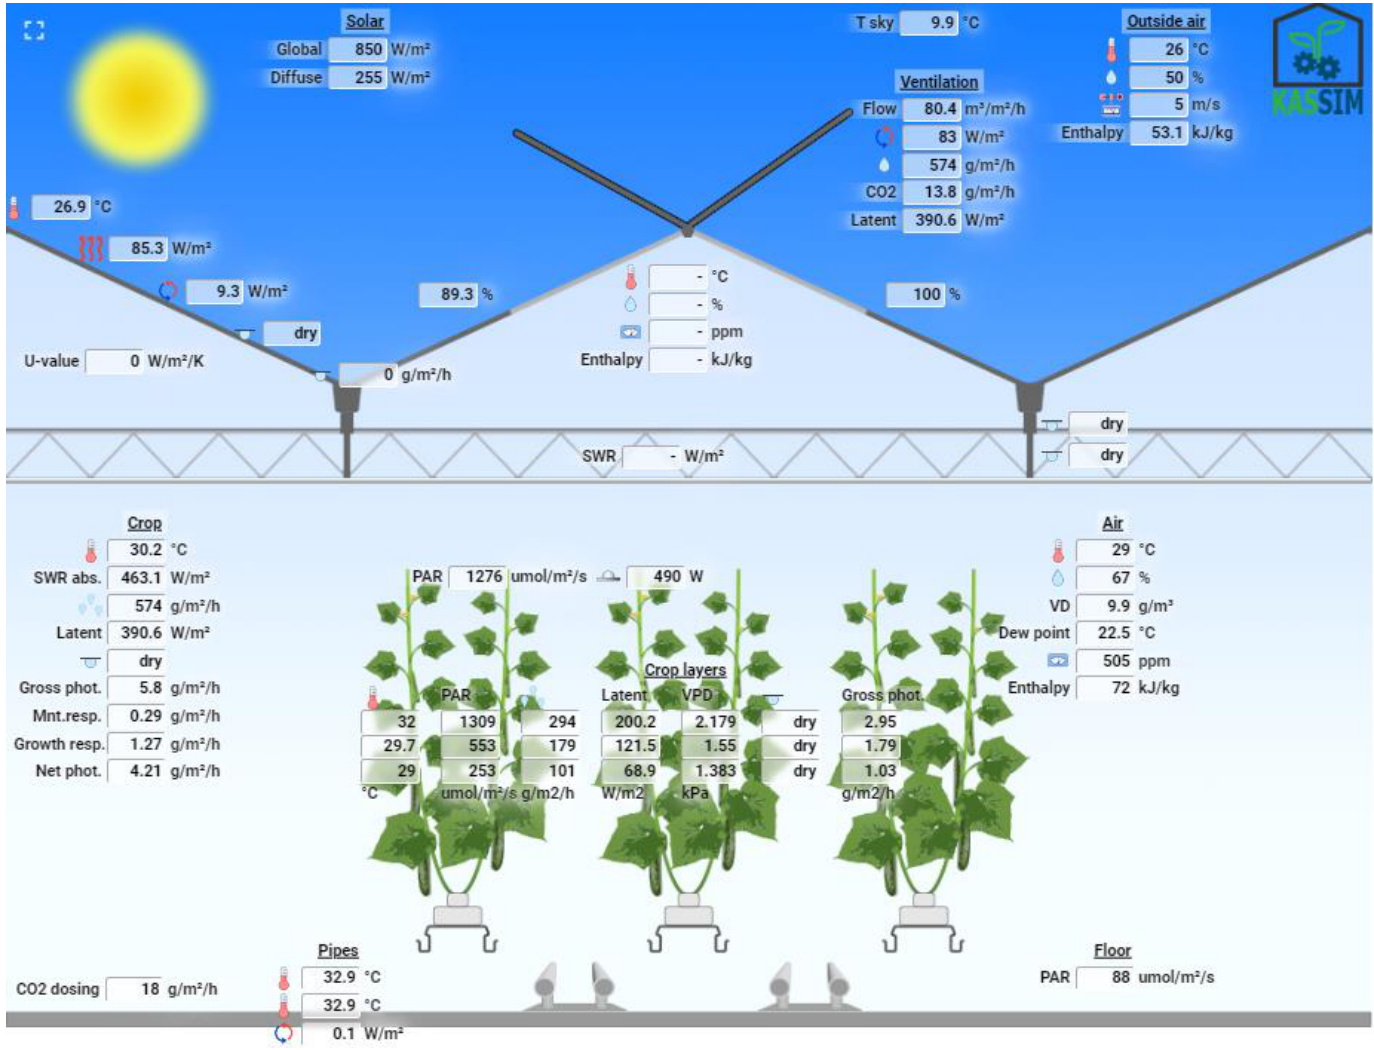 Solar
Global 850 W/m²
Diffuse 255 W/m²
T sky 9.9 °C
Outside air
26 °C
50 %
5 m/s
Enthalpy 53.1 kJ/kg
KASSIM
Ventilation
Flow 80.4 m³/m²/h
83 W/m²
574 g/m²/h
CO2 13.8 g/m²/h
Latent 390.6 W/m²
26.9 °C
85.3 W/m²
9.3 W/m²
dry
0 g/m²/h
U-value 0 W/m²/K
89.3 %
100 %
- °C
- %
- ppm
Enthalpy - kJ/kg
SWR - W/m²
dry
dry
Crop
30.2 °C
SWR abs. 463.1 W/m²
574 g/m²/h
Latent 390.6 W/m²
dry
Gross phot. 5.8 g/m²/h
Mnt.resp. 0.29 g/m²/h
Growth resp. 1.27 g/m²/h
Net phot. 4.21 g/m²/h
PAR 1276 umol/m²/s 490 W
Crop layers
PAR Latent VPD Gross phot.
32 1309 294 200.2 2.179 dry 2.95
29.7 553 179 121.5 1.55 dry 1.79
29 253 101 68.9 1.383 dry 1.03
°C umol/m²/s g/m2/h W/m2 kPa g/m2/h
Air
29 °C
67 %
VD 9.9 g/m³
Dew point 22.5 °C
505 ppm
Enthalpy 72 kJ/kg
CO2 dosing 18 g/m²/h
Pipes
32.9 °C
32.9 °C
0.1 W/m²
Floor
PAR 88 umol/m²/s